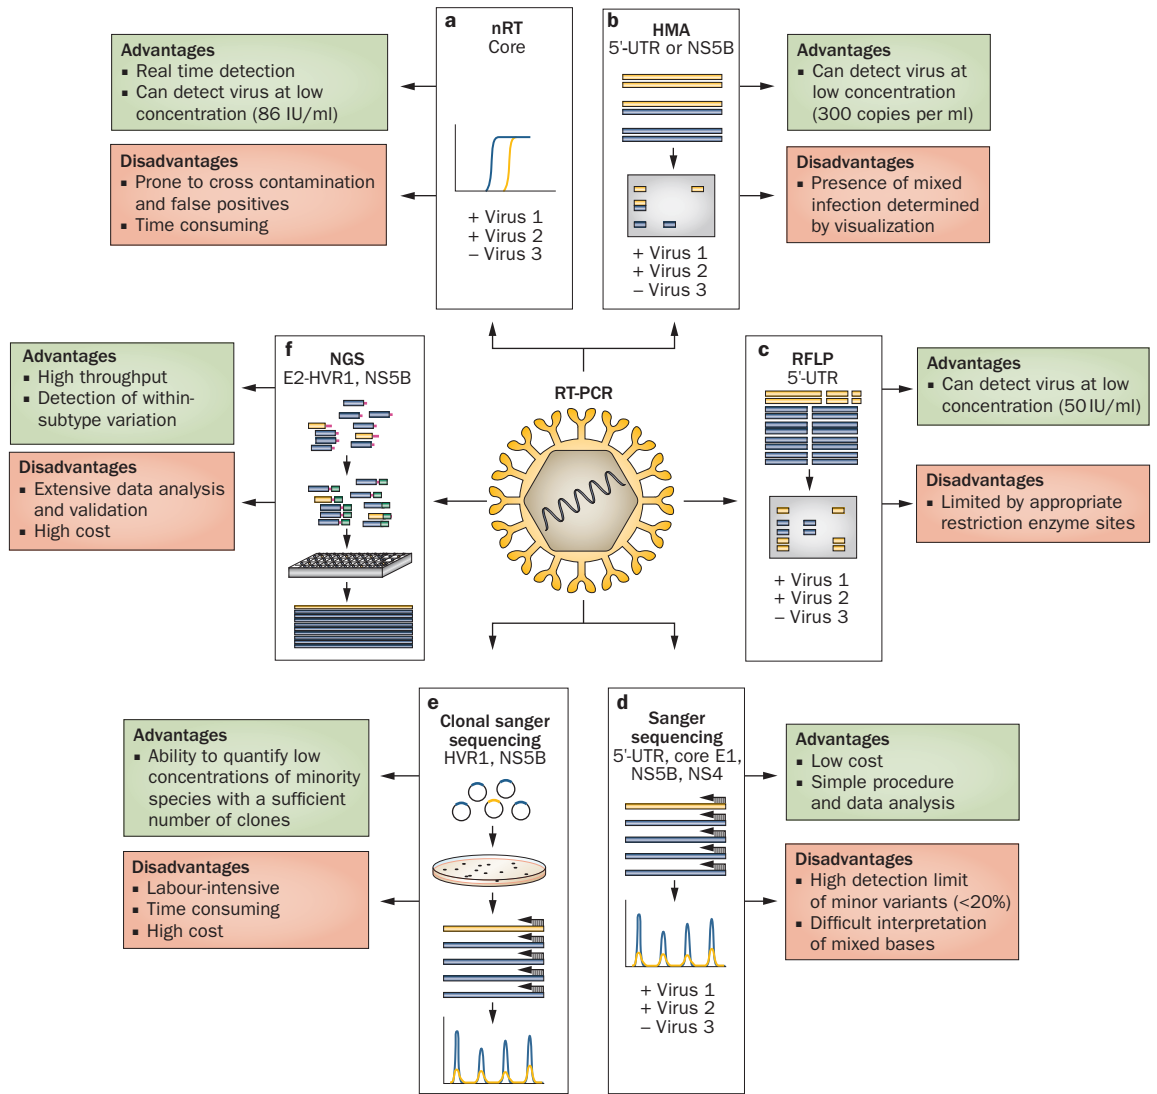 a
nRT
Core
+ Virus 1
+ Virus 2
– Virus 3
Advantages
▪ Real time detection
▪ Can detect virus at low
concentration (86 IU/ml)
Disadvantages
▪ Prone to cross contamination
and false positives
▪ Time consuming
b
HMA
5'-UTR or NS5B
+ Virus 1
+ Virus 2
– Virus 3
Advantages
▪ Can detect virus at
low concentration
(300 copies per ml)
Disadvantages
▪ Presence of mixed
infection determined
by visualization
RT-PCR
c
RFLP
5'-UTR
+ Virus 1
+ Virus 2
– Virus 3
Advantages
▪ Can detect virus at low
concentration (50 IU/ml)
Disadvantages
▪ Limited by appropriate
restriction enzyme sites
d
Sanger
sequencing
5'-UTR, core E1,
NS5B, NS4
+ Virus 1
+ Virus 2
– Virus 3
Advantages
▪ Low cost
▪ Simple procedure
and data analysis
Disadvantages
▪ High detection limit
of minor variants (<20%)
▪ Difficult interpretation
of mixed bases
e
Clonal sanger
sequencing
HVR1, NS5B
Advantages
▪ Ability to quantify low
concentrations of minority
species with a sufficient
number of clones
Disadvantages
▪ Labour-intensive
▪ Time consuming
▪ High cost
f
NGS
E2-HVR1, NS5B
Advantages
▪ High throughput
▪ Detection of within-
subtype variation
Disadvantages
▪ Extensive data analysis
and validation
▪ High cost